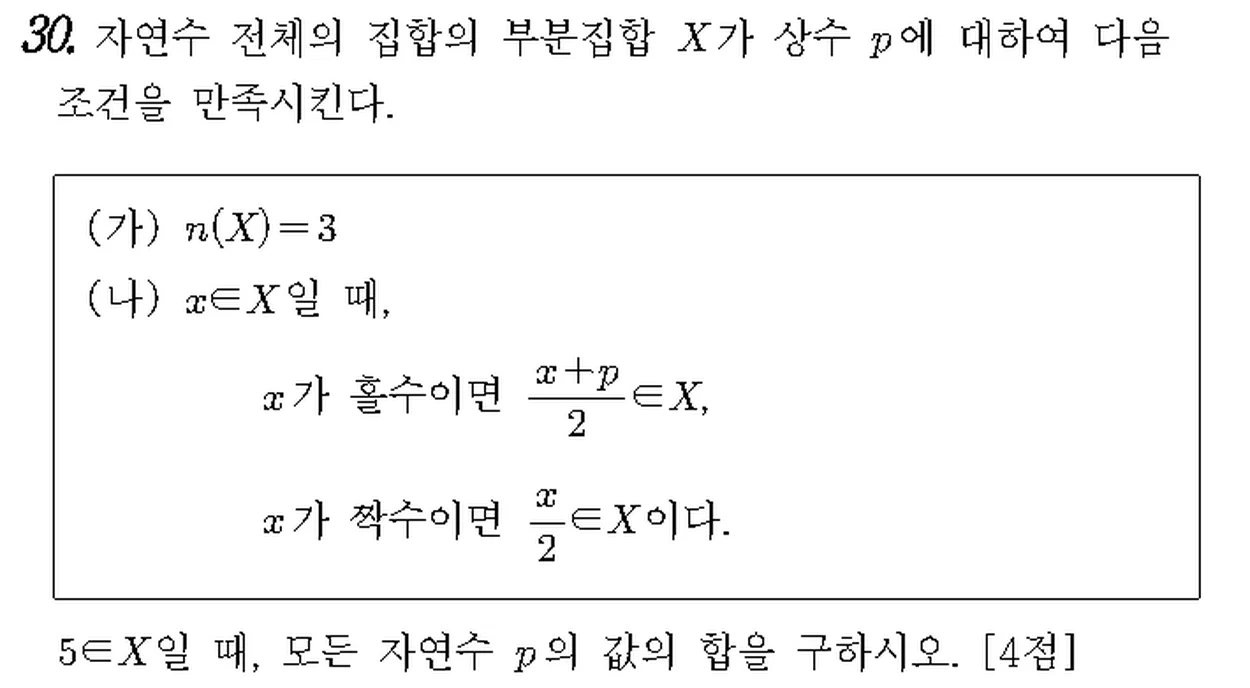 30. 자연수 전체의 집합의 부분집합 X가 상수 p에 대하여 다음
조건을 만족시킨다.
(가) n(X)=3
(나) x∈X일 때,
x가 홀수이면 \frac{x+p}{2}∈X,
x가 짝수이면 \frac{x}{2}∈X이다.
5∈X일 때, 모든 자연수 p의 값의 합을 구하시오. [4점]